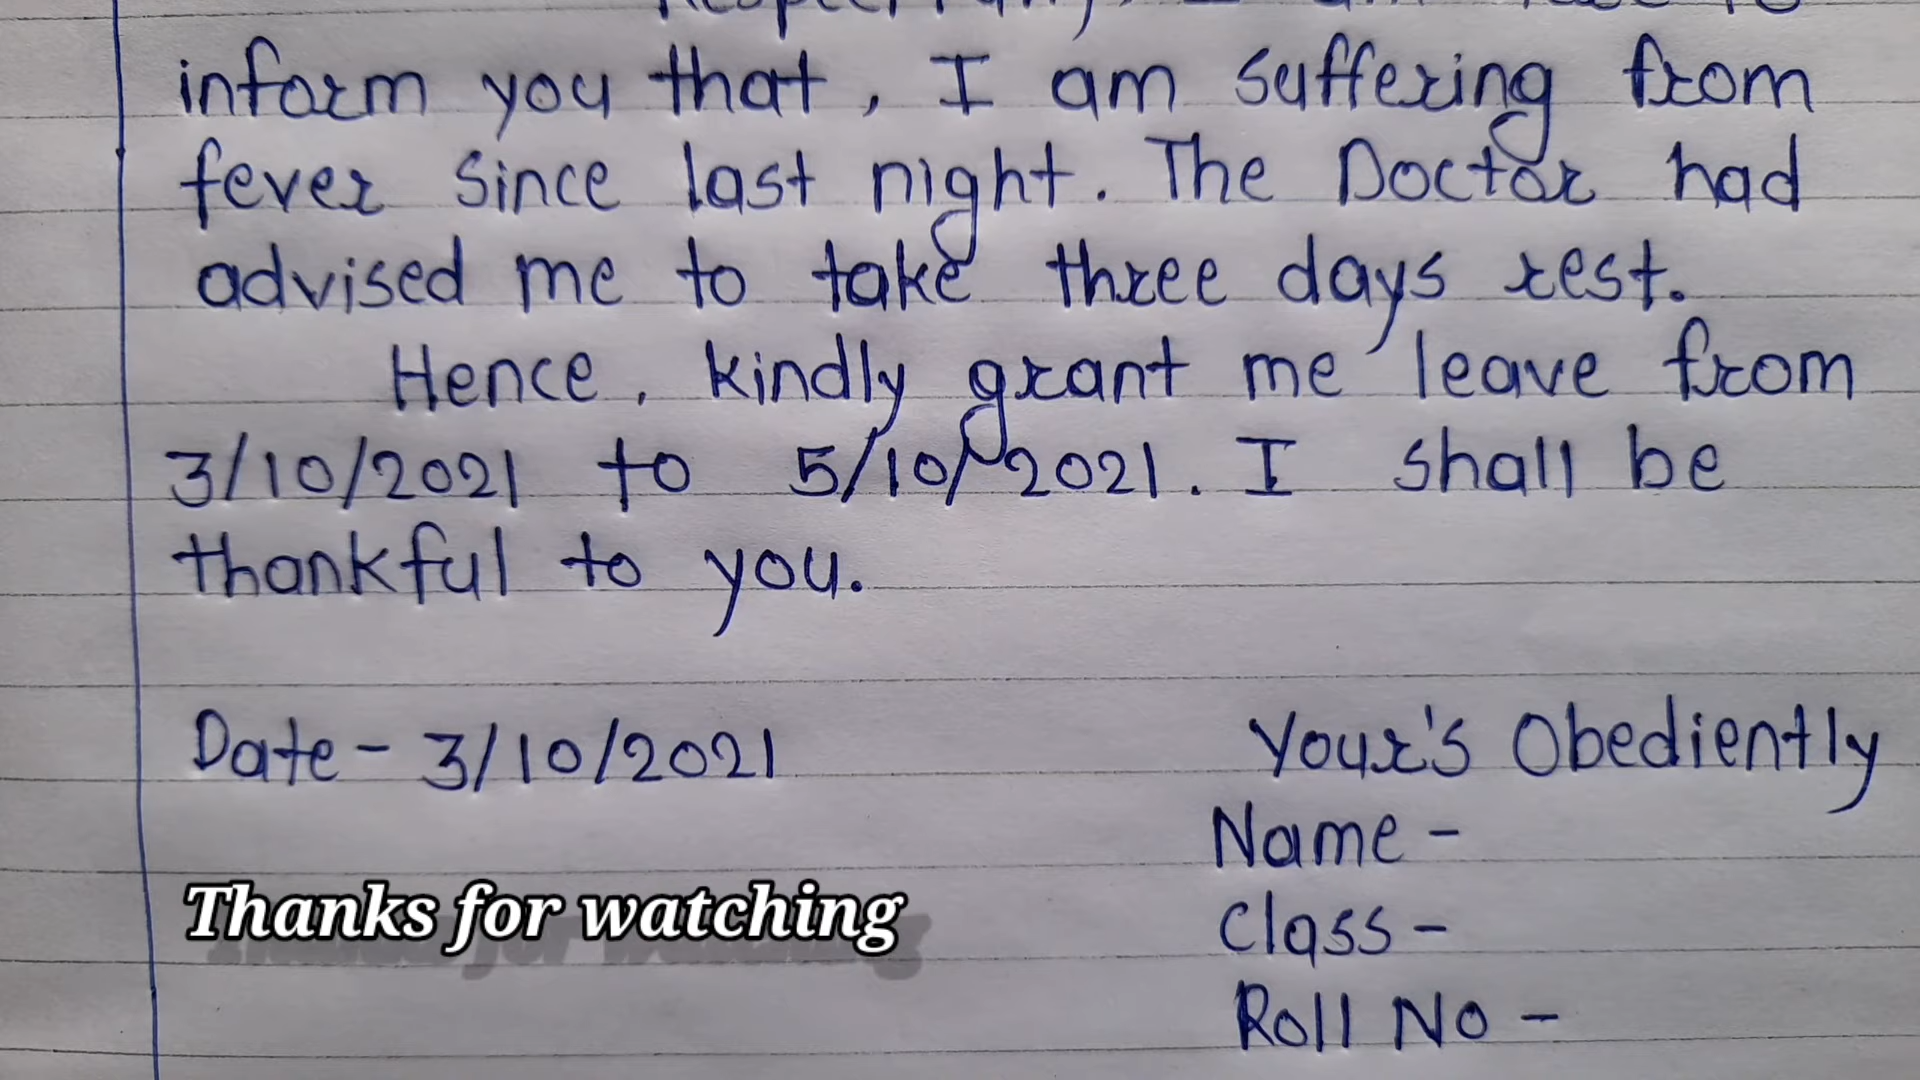 Respectfully, I
inform you that, I am suffering from
fever since last night. The Doctor had
advised me to take three days rest.
Hence, kindly grant me leave from
3/10/2021 to 5/10/2021. I shall be
thankful to you.
Date - 3/10/2021
Your's Obediently
Name -
Thanks for watching
Class -
Roll No -